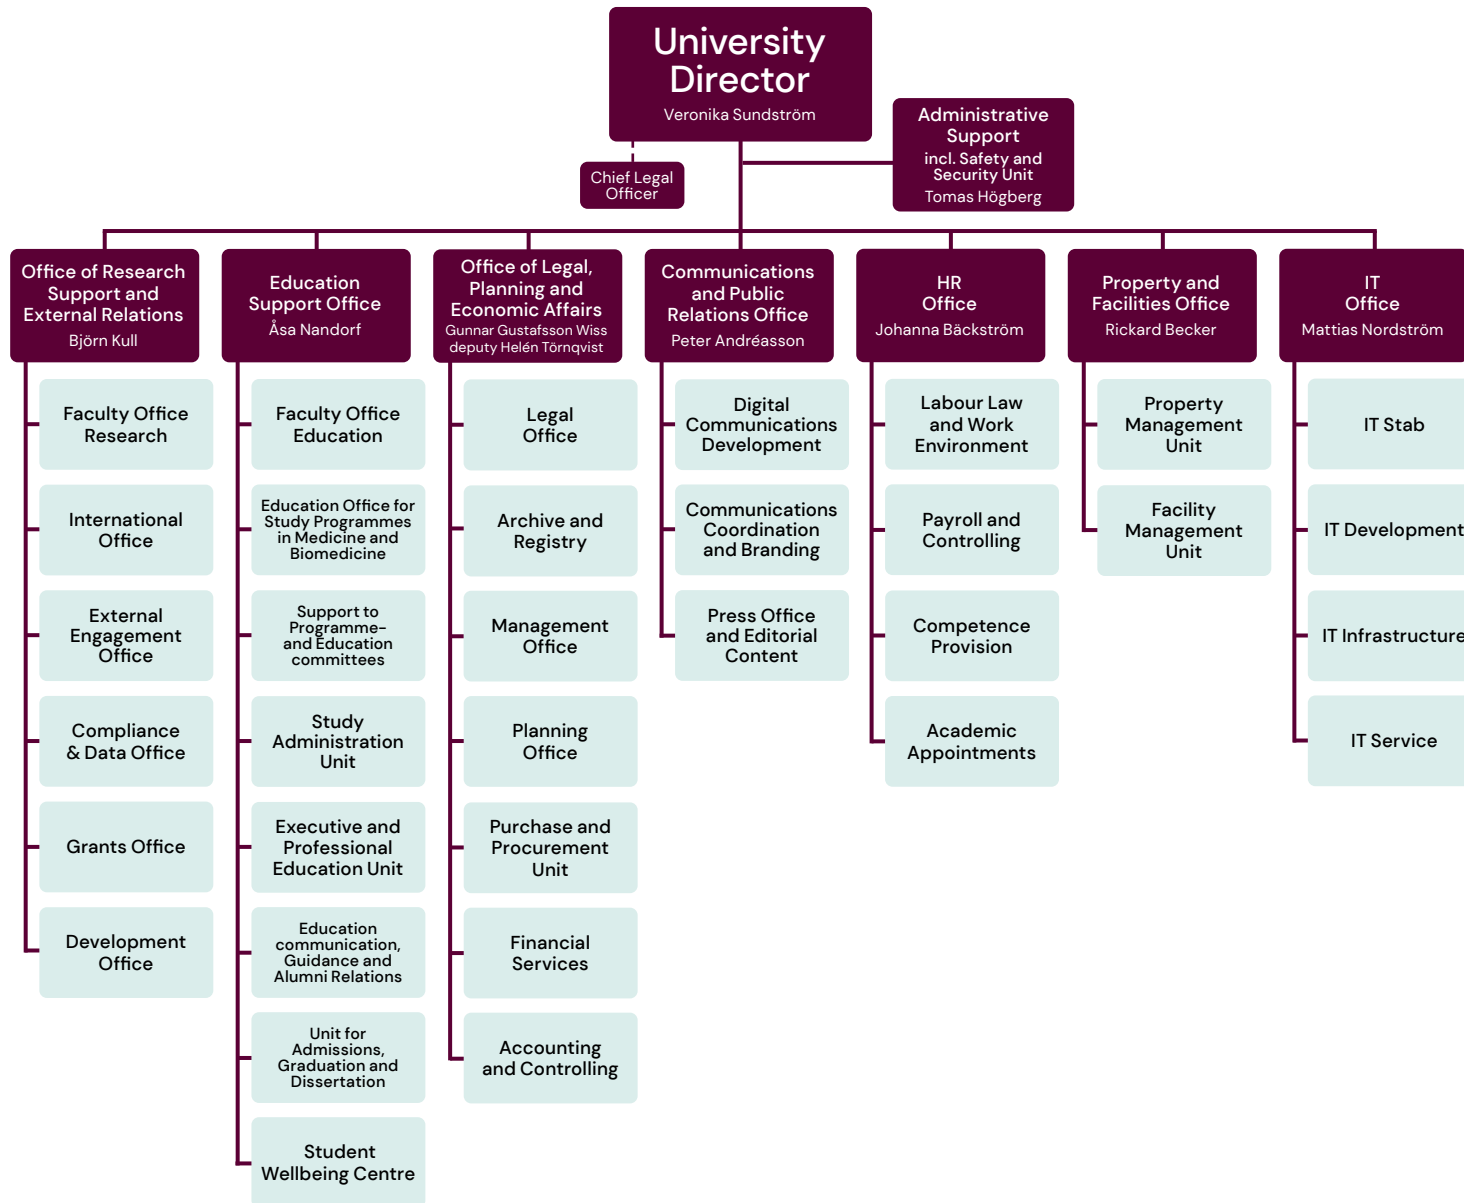 University
Director
Veronika Sundström
Administrative
Support
incl. Safety and
Security Unit
Tomas Högberg
Chief Legal
Officer
Office of Research
Support and
External Relations
Björn Kull
Education
Support Office
Åsa Nandorf
Office of Legal,
Planning and
Economic Affairs
Gunnar Gustafsson Wiss
deputy Helén Törnqvist
Communications
and Public
Relations Office
Peter Andréasson
HR
Office
Johanna Bäckström
Property and
Facilities Office
Rickard Becker
IT
Office
Mattias Nordström
Faculty Office
Research
International
Office
External
Engagement
Office
Compliance
& Data Office
Grants Office
Development
Office
Faculty Office
Education
Education Office for
Study Programmes
in Medicine and
Biomedicine
Support to
Programme-
and Education
committees
Study
Administration
Unit
Executive and
Professional
Education Unit
Education
communication,
Guidance and
Alumni Relations
Unit for
Admissions,
Graduation and
Dissertation
Student
Wellbeing Centre
Legal
Office
Archive and
Registry
Management
Office
Planning
Office
Purchase and
Procurement
Unit
Financial
Services
Accounting
and Controlling
Digital
Communications
Development
Communications
Coordination
and Branding
Press Office
and Editorial
Content
Labour Law
and Work
Environment
Payroll and
Controlling
Competence
Provision
Academic
Appointments
Property
Management
Unit
Facility
Management
Unit
IT Stab
IT Development
IT Infrastructure
IT Service